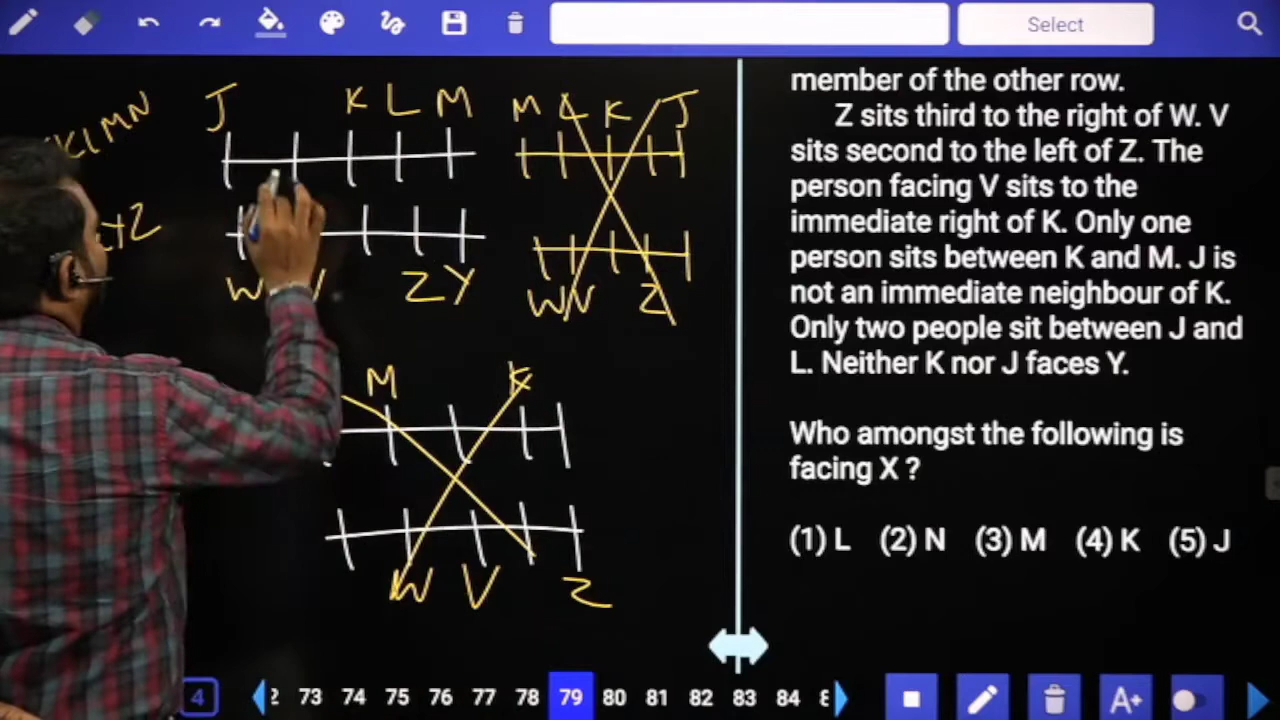 Select
member of the other row.
Z sits third to the right of W. V
sits second to the left of Z. The
person facing V sits to the
immediate right of K. Only one
person sits between K and M. J is
not an immediate neighbour of K.
Only two people sit between J and
L. Neither K nor J faces Y.
Who amongst the following is
facing X ?
(1) L (2) N (3) M (4) K (5) J
KLMN
YZ
J K L M
W V Z Y
M L K J
W V Z
M K
W V Z
4 73 74 75 76 77 78 79 80 81 82 83 84
A+